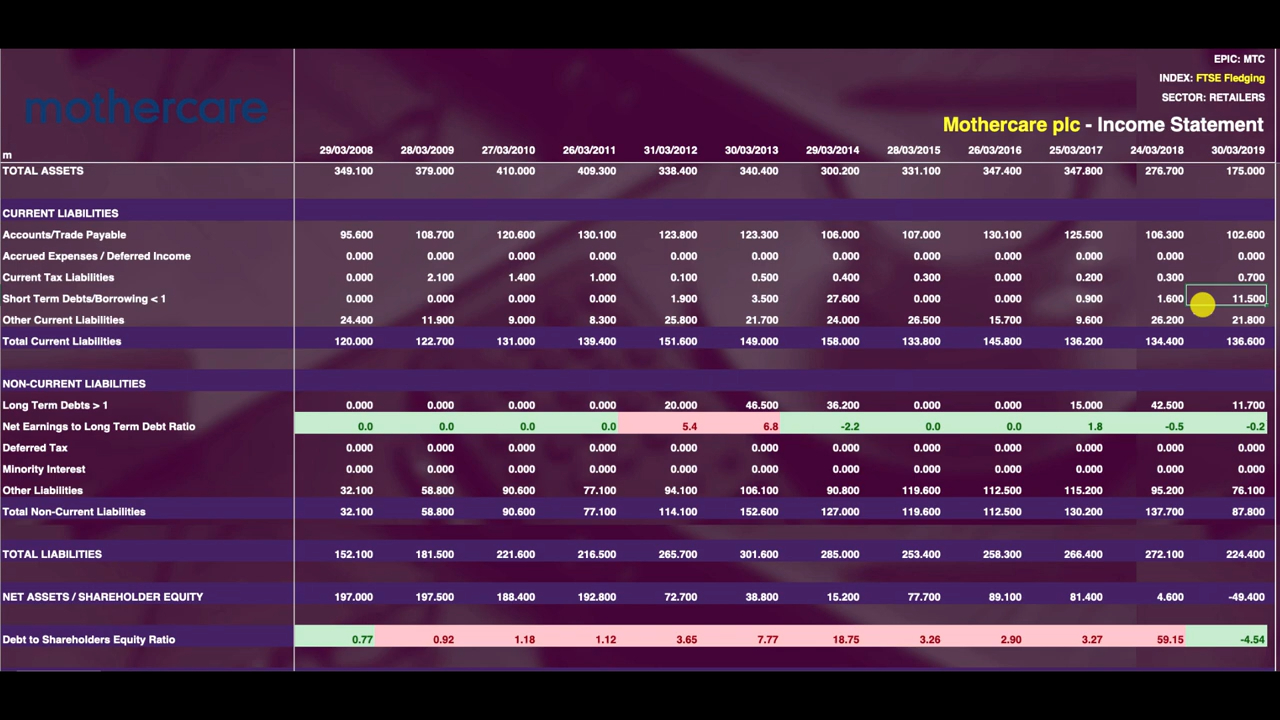 EPIC: MTC
INDEX: FTSE Fledging
mothercare
SECTOR: RETAILERS
Mothercare plc - Income Statement
m 29/03/2008 28/03/2009 27/03/2010 26/03/2011 31/03/2012 30/03/2013 29/03/2014 28/03/2015 26/03/2016 25/03/2017 24/03/2018 30/03/2019
TOTAL ASSETS 349.100 379.000 410.000 409.300 338.400 340.400 300.200 331.100 347.400 347.800 276.700 175.000
CURRENT LIABILITIES
Accounts/Trade Payable 95.600 108.700 120.600 130.100 123.800 123.300 106.000 107.000 130.100 125.500 106.300 102.600
Accrued Expenses / Deferred Income 0.000 0.000 0.000 0.000 0.000 0.000 0.000 0.000 0.000 0.000 0.000 0.000
Current Tax Liabilities 0.000 2.100 1.400 1.000 0.100 0.500 0.400 0.300 0.000 0.200 0.300 0.700
Short Term Debts/Borrowing < 1 0.000 0.000 0.000 0.000 1.900 3.500 27.600 0.000 0.000 0.900 1.600 11.500
Other Current Liabilities 24.400 11.900 9.000 8.300 25.800 21.700 24.000 26.500 15.700 9.600 26.200 21.800
Total Current Liabilities 120.000 122.700 131.000 139.400 151.600 149.000 158.000 133.800 145.800 136.200 134.400 136.600
NON-CURRENT LIABILITIES
Long Term Debts > 1 0.000 0.000 0.000 0.000 20.000 46.500 36.200 0.000 0.000 15.000 42.500 11.700
Net Earnings to Long Term Debt Ratio 0.0 0.0 0.0 0.0 5.4 6.8 -2.2 0.0 0.0 1.8 -0.5 -0.2
Deferred Tax 0.000 0.000 0.000 0.000 0.000 0.000 0.000 0.000 0.000 0.000 0.000 0.000
Minority Interest 0.000 0.000 0.000 0.000 0.000 0.000 0.000 0.000 0.000 0.000 0.000 0.000
Other Liabilities 32.100 58.800 90.600 77.100 94.100 106.100 90.800 119.600 112.500 115.200 95.200 76.100
Total Non-Current Liabilities 32.100 58.800 90.600 77.100 114.100 152.600 127.000 119.600 112.500 130.200 137.700 87.800
TOTAL LIABILITIES 152.100 181.500 221.600 216.500 265.700 301.600 285.000 253.400 258.300 266.400 272.100 224.400
NET ASSETS / SHAREHOLDER EQUITY 197.000 197.500 188.400 192.800 72.700 38.800 15.200 77.700 89.100 81.400 4.600 -49.400
Debt to Shareholders Equity Ratio 0.77 0.92 1.18 1.12 3.65 7.77 18.75 3.26 2.90 3.27 59.15 -4.54